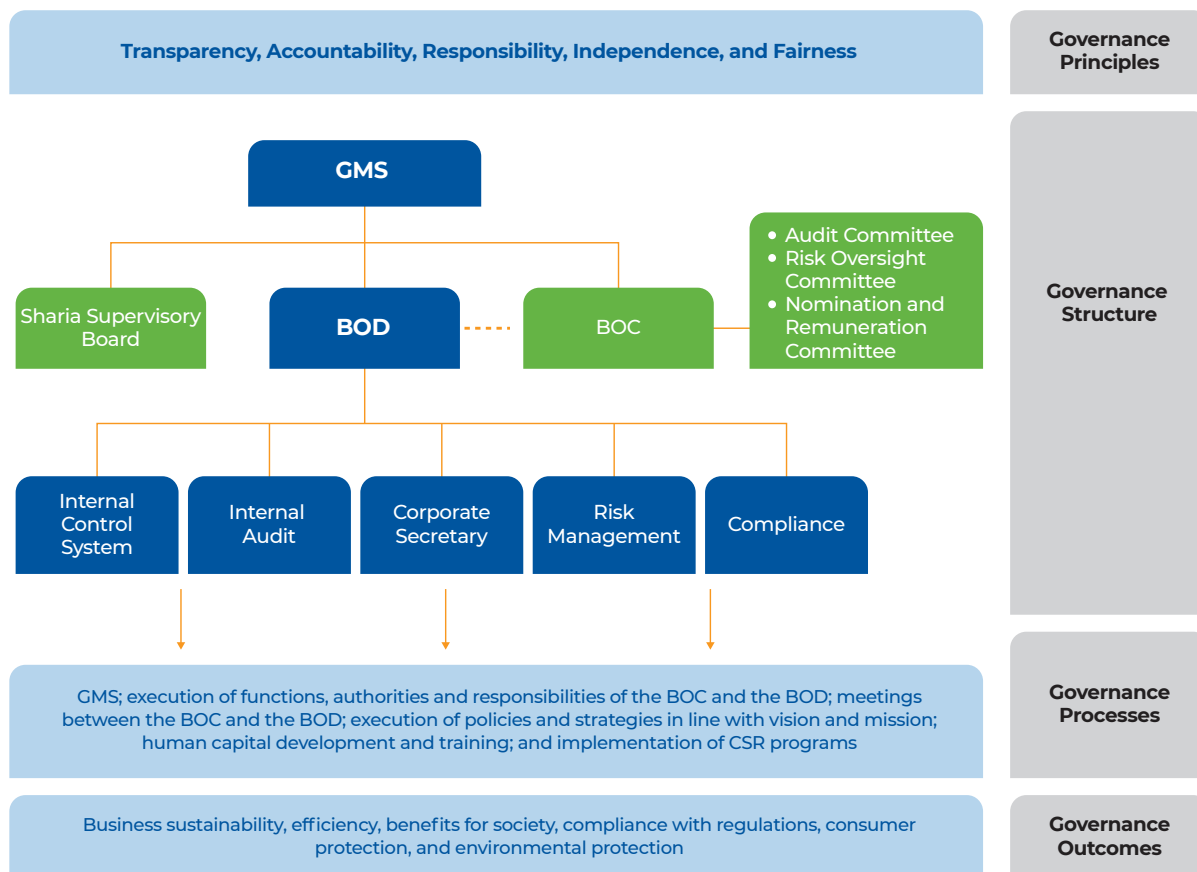 Transparency, Accountability, Responsibility, Independence, and Fairness
Governance
Principles
GMS
• Audit Committee
• Risk Oversight
Committee
• Nomination and
Remuneration
Committee
Sharia Supervisory
Board
BOD
BOC
Governance
Structure
Internal
Control
System
Internal
Audit
Corporate
Secretary
Risk
Management
Compliance
GMS; execution of functions, authorities and responsibilities of the BOC and the BOD; meetings
between the BOC and the BOD; execution of policies and strategies in line with vision and mission;
human capital development and training; and implementation of CSR programs
Governance
Processes
Business sustainability, efficiency, benefits for society, compliance with regulations, consumer
protection, and environmental protection
Governance
Outcomes